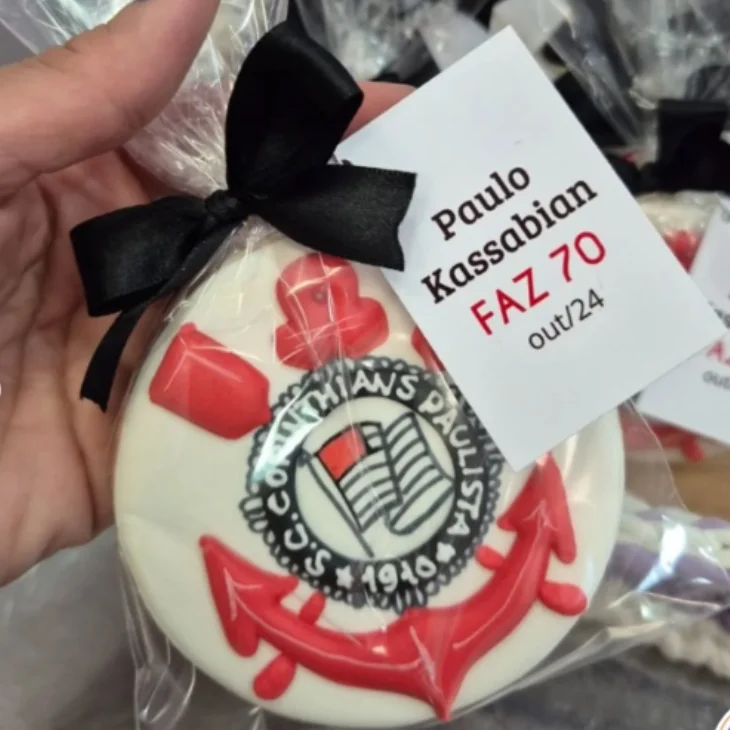 Paulo
Kassabian
FAZ 70
out/24
S.C. CORINTHIANS PAULISTA
1910